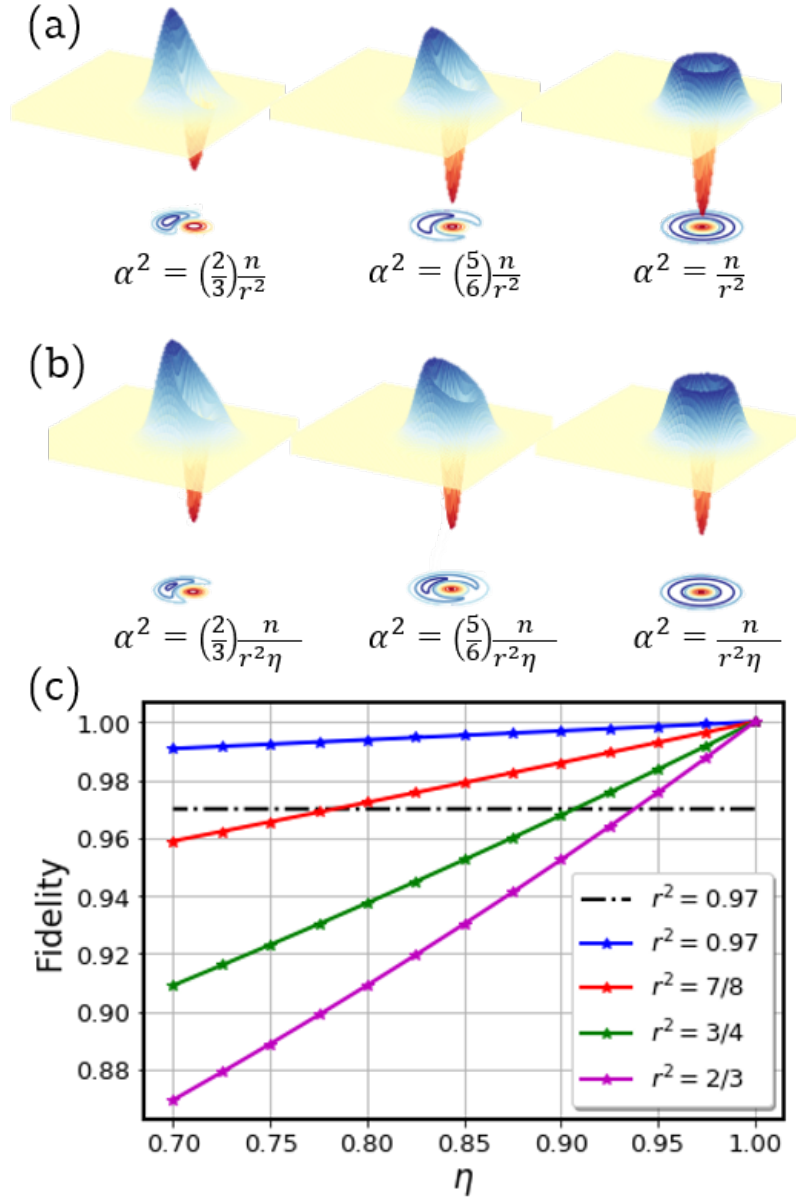 (a)
α² = (2/3) n/r² α² = (5/6) n/r² α² = n/r²
(b)
α² = (2/3) n/r²η α² = (5/6) n/r²η α² = n/r²η
(c)
1.00
0.98
0.96
0.94
0.92
0.90
0.88
Fidelity
r² = 0.97
r² = 0.97
r² = 7/8
r² = 3/4
r² = 2/3
0.70 0.75 0.80 0.85 0.90 0.95 1.00
η